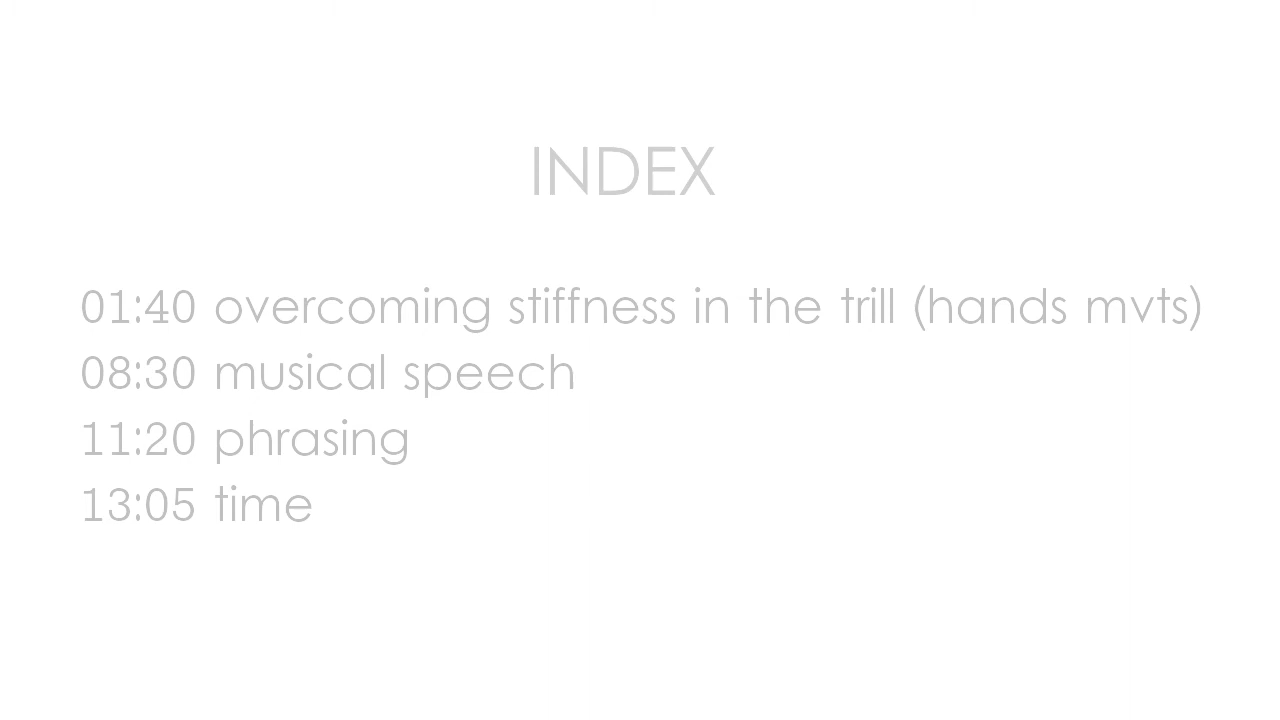 INDEX
01:40 overcoming stiffness in the trill (hands mvts)
08:30 musical speech
11:20 phrasing
13:05 time